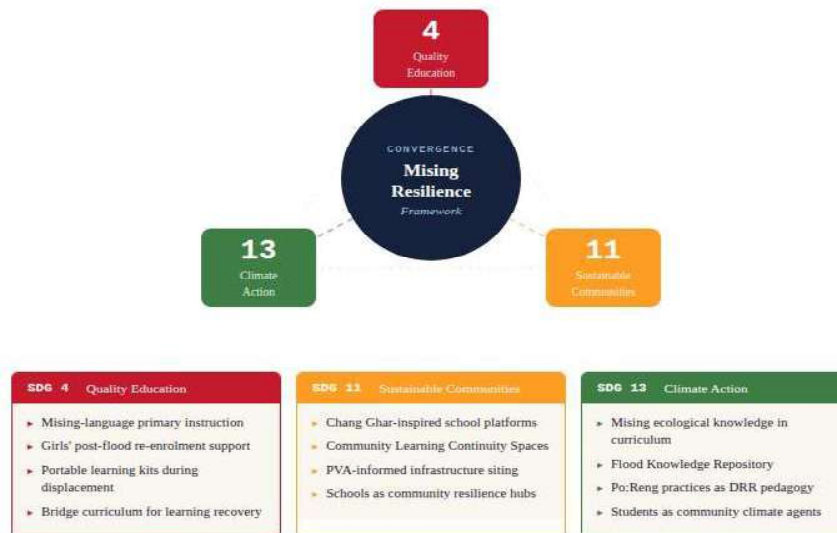 4
Quality
Education
CONVERGENCE
Mising
Resilience
Framework
13
Climate
Action
11
Sustainable
Communities
SDG 4 Quality Education
▸ Mising-language primary instruction
▸ Girls' post-flood re-enrolment support
▸ Portable learning kits during
displacement
▸ Bridge curriculum for learning recovery
SDG 11 Sustainable Communities
▸ Chang Ghar-inspired school platforms
▸ Community Learning Continuity Spaces
▸ PVA-informed infrastructure siting
▸ Schools as community resilience hubs
SDG 13 Climate Action
▸ Mising ecological knowledge in
curriculum
▸ Flood Knowledge Repository
▸ Po:Reng practices as DRR pedagogy
▸ Students as community climate agents